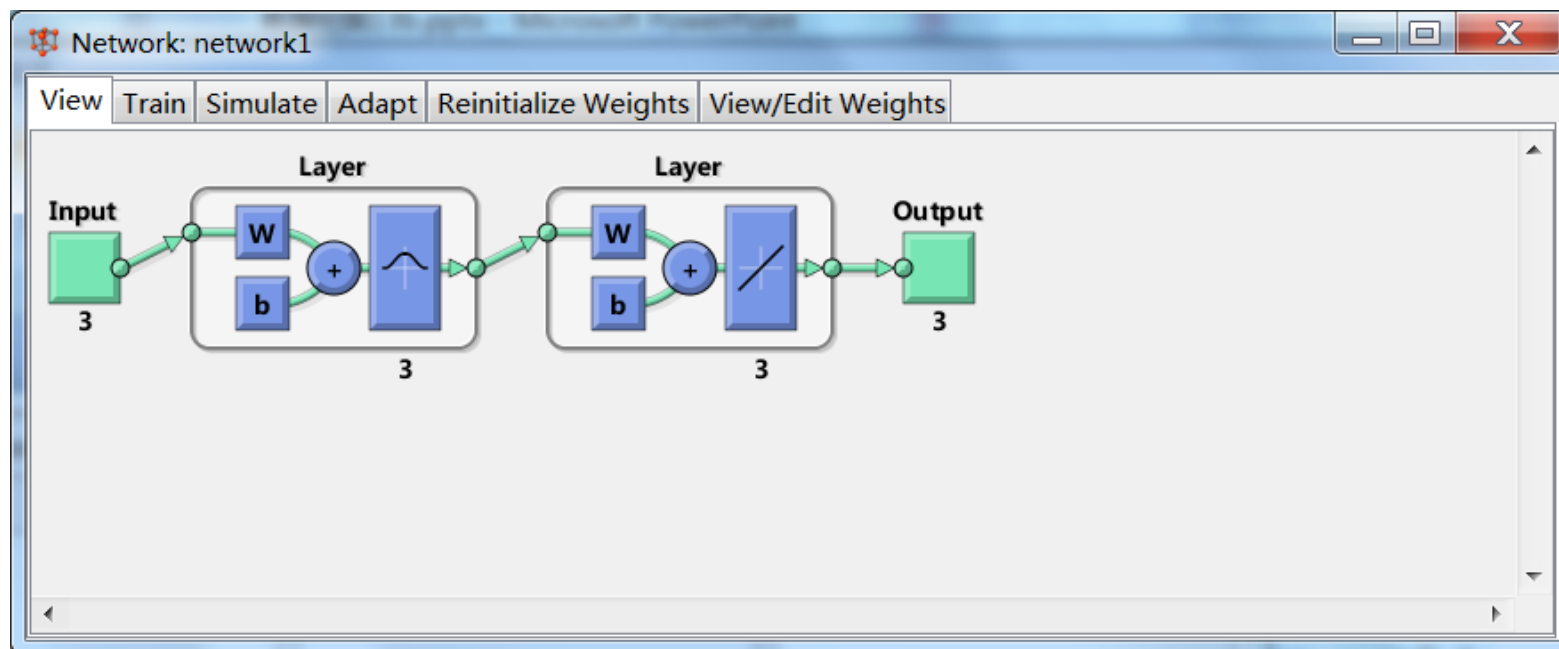 Network: network1
View Train Simulate Adapt Reinitialize Weights View/Edit Weights
Layer Layer
Input Output
W W
+ +
b b
3 3
3 3